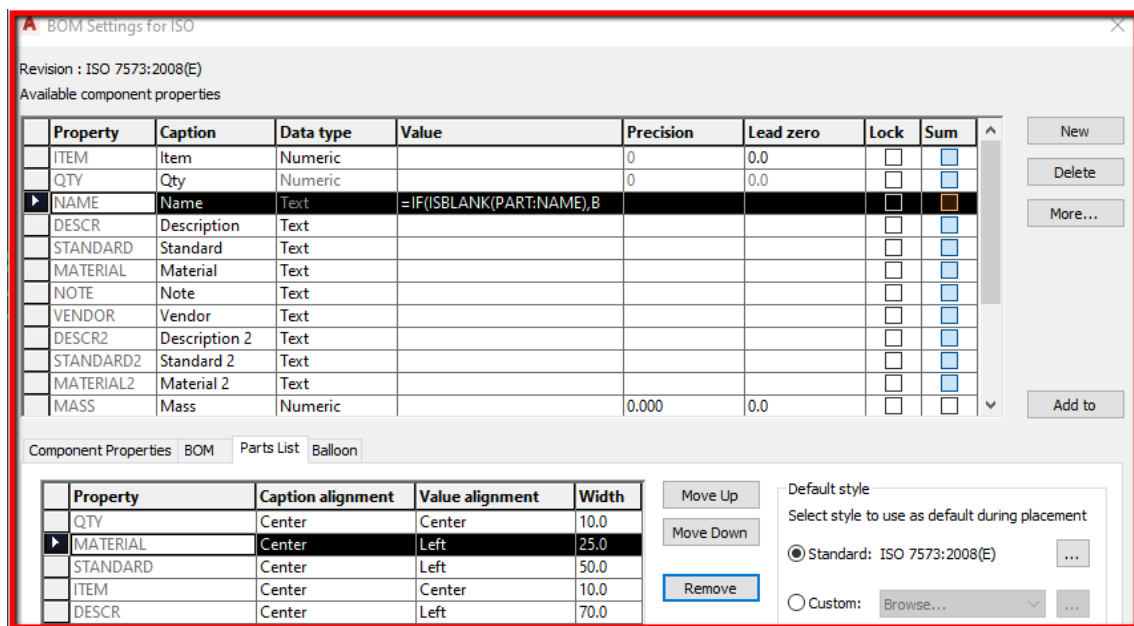 A BOM Settings for ISO
Revision : ISO 7573:2008(E)
Available component properties
Property Caption Data type Value Precision Lead zero Lock Sum
New
ITEM Item Numeric 0 0.0
QTY Qty Numeric 0 0.0
Delete
NAME Name Text =IF(ISBLANK(PART:NAME),B
More...
DESCR Description Text
STANDARD Standard Text
MATERIAL Material Text
NOTE Note Text
VENDOR Vendor Text
DESCR2 Description 2 Text
STANDARD2 Standard 2 Text
MATERIAL2 Material 2 Text
MASS Mass Numeric 0.000 0.0
Add to
Component Properties BOM Parts List Balloon
Property Caption alignment Value alignment Width
QTY Center Center 10.0
MATERIAL Center Left 25.0
STANDARD Center Left 50.0
ITEM Center Center 10.0
DESCR Center Left 70.0
Move Up
Move Down
Remove
Default style
Select style to use as default during placement
Standard: ISO 7573:2008(E) ...
Custom: Browse... ...